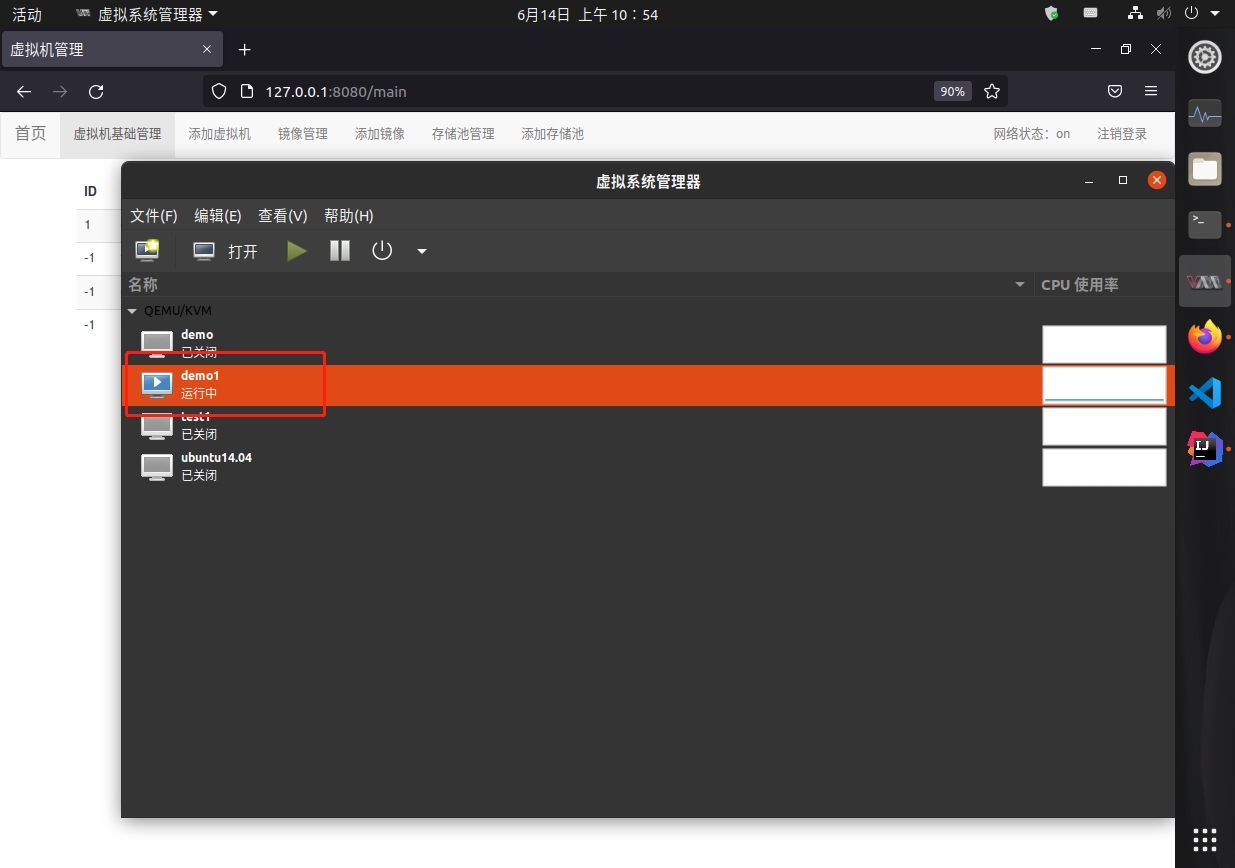 活动 虚拟系统管理器 6月14日 上午 10：54
虚拟机管理
127.0.0.1:8080/main 90%
首页 虚拟机基础管理 添加虚拟机 镜像管理 添加镜像 存储池管理 添加存储池 网络状态：on 注销登录
ID
1
-1
-1
-1
虚拟系统管理器
文件(F) 编辑(E) 查看(V) 帮助(H)
打开
名称 CPU 使用率
QEMU/KVM
demo
已关闭
demo1
运行中
test1
已关闭
ubuntu14.04
已关闭
>_
IJ